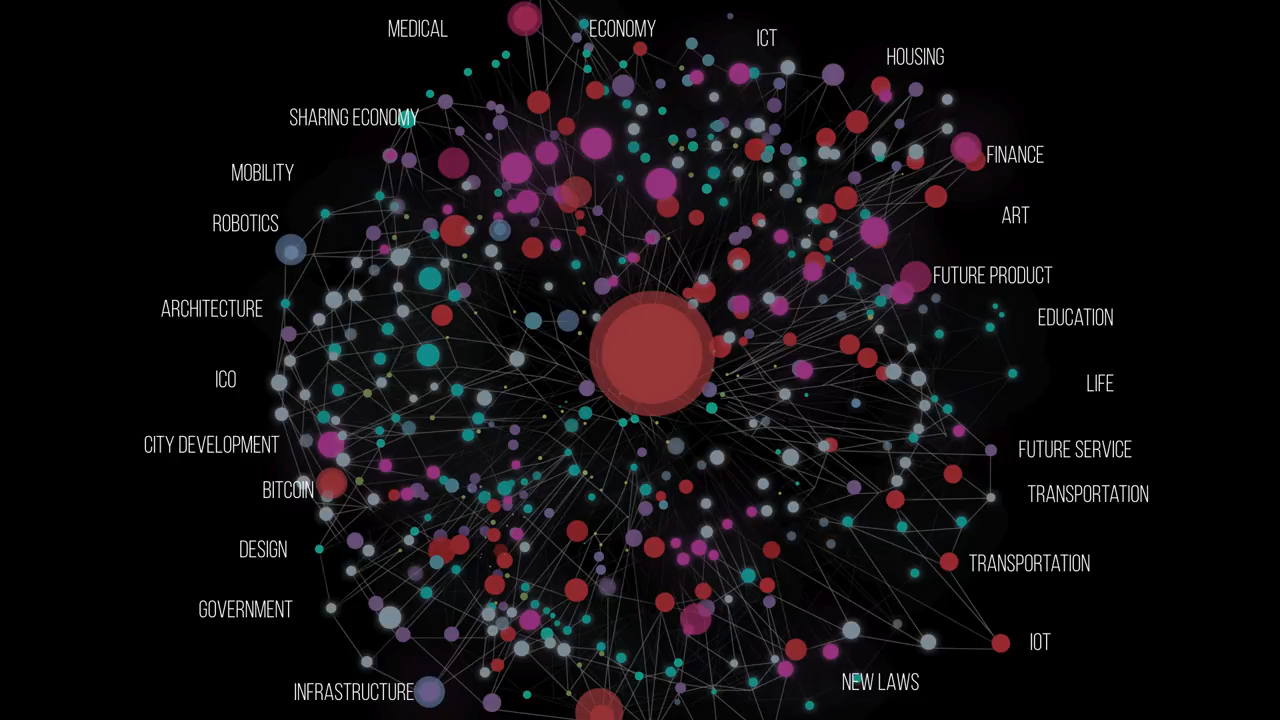 MEDICAL
ECONOMY
ICT
HOUSING
SHARING ECONOMY
FINANCE
MOBILITY
ART
ROBOTICS
FUTURE PRODUCT
ARCHITECTURE
EDUCATION
ICO
LIFE
CITY DEVELOPMENT
FUTURE SERVICE
BITCOIN
TRANSPORTATION
DESIGN
TRANSPORTATION
GOVERNMENT
IOT
NEW LAWS
INFRASTRUCTURE